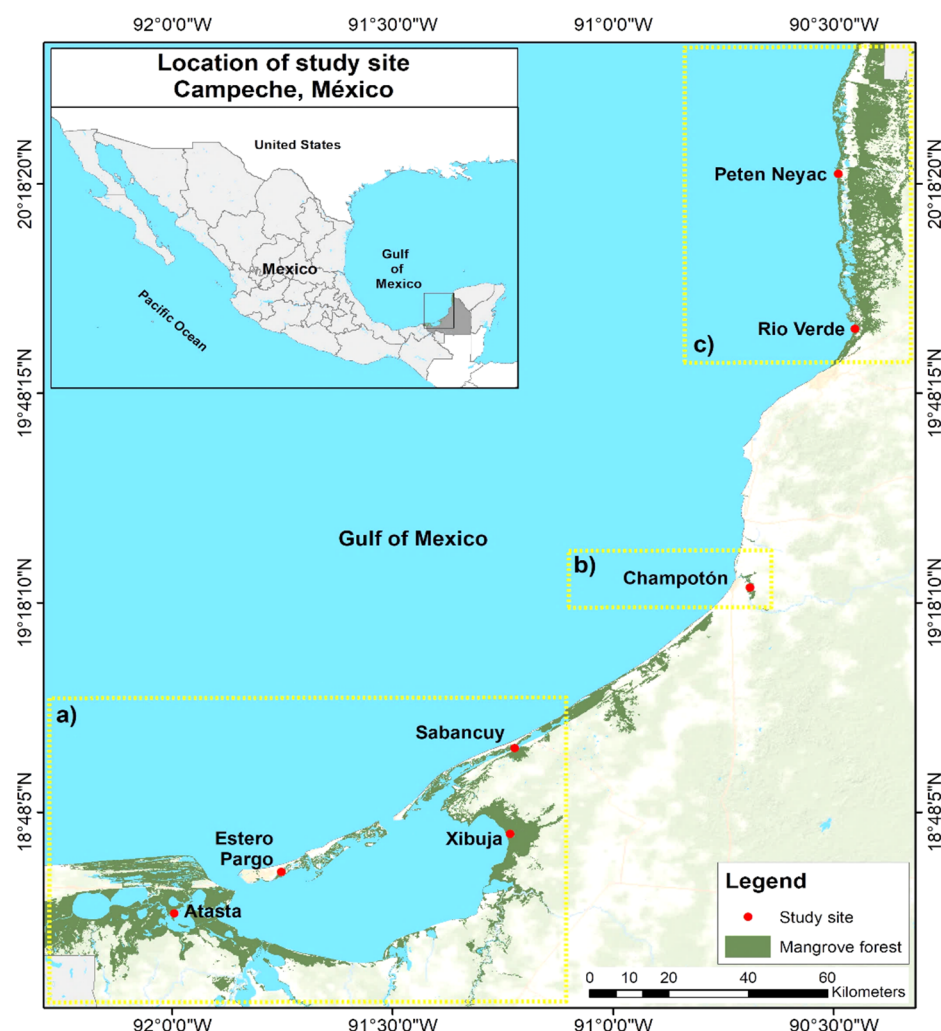 92°0'0"W 91°30'0"W 91°0'0"W 90°30'0"W
Location of study site
Campeche, México
United States
Gulf
of
Mexico
Mexico
Pacific Ocean
20°18'20"N
20°18'20"N
Peten Neyac
Rio Verde
c)
19°48'15"N
19°48'15"N
Gulf of Mexico
b)
Champotón
19°18'10"N
19°18'10"N
a)
Sabancuy
18°48'5"N
18°48'5"N
Xibuja
Estero
Pargo
Atasta
Legend
Study site
Mangrove forest
0 10 20 40 60
Kilometers
92°0'0"W 91°30'0"W 91°0'0"W 90°30'0"W